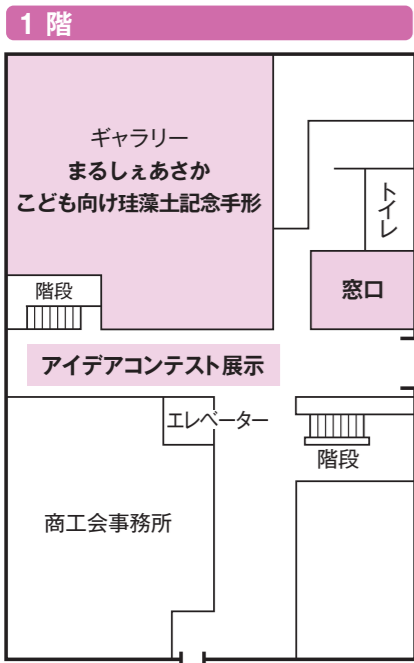 1 階
ギャラリー
まるしぇあさか
こども向け珪藻土記念手形
トイレ
窓口
階段
アイデアコンテスト展示
エレベーター
階段
商工会事務所